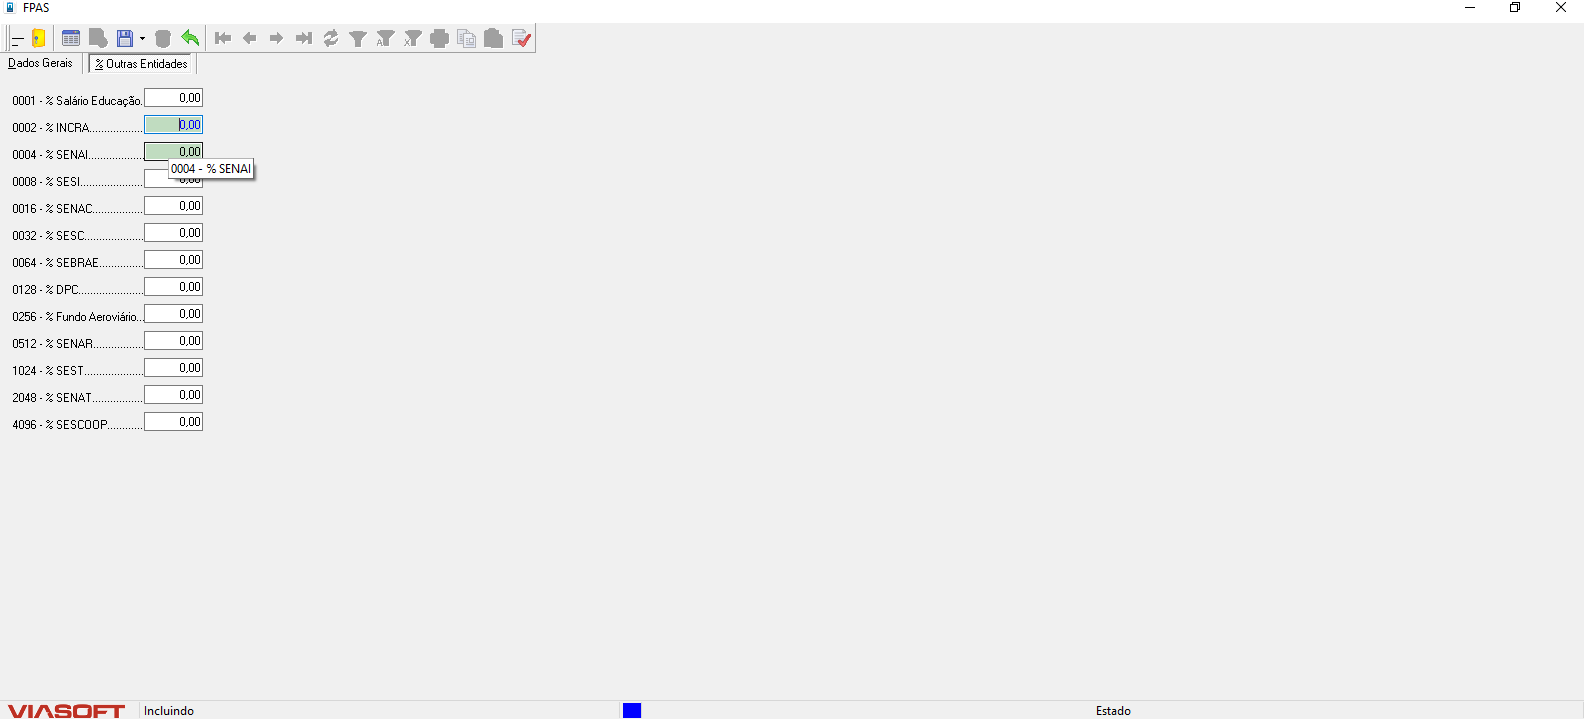 FPAS
Dados Gerais
% Outras Entidades
0001 - % Salário Educação. 0,00
0002 - % INCRA.................. 0,00
0004 - % SENAI.................. 0,00
0004 - % SENAI
0008 - % SESI..................... 0,00
0016 - % SENAC................. 0,00
0032 - % SESC.................... 0,00
0064 - % SEBRAE............... 0,00
0128 - % DPC...................... 0,00
0256 - % Fundo Aeroviário... 0,00
0512 - % SENAR................. 0,00
1024 - % SEST.................... 0,00
2048 - % SENAT................. 0,00
4096 - % SESCOOP............ 0,00
VIASOFT
Incluindo
Estado